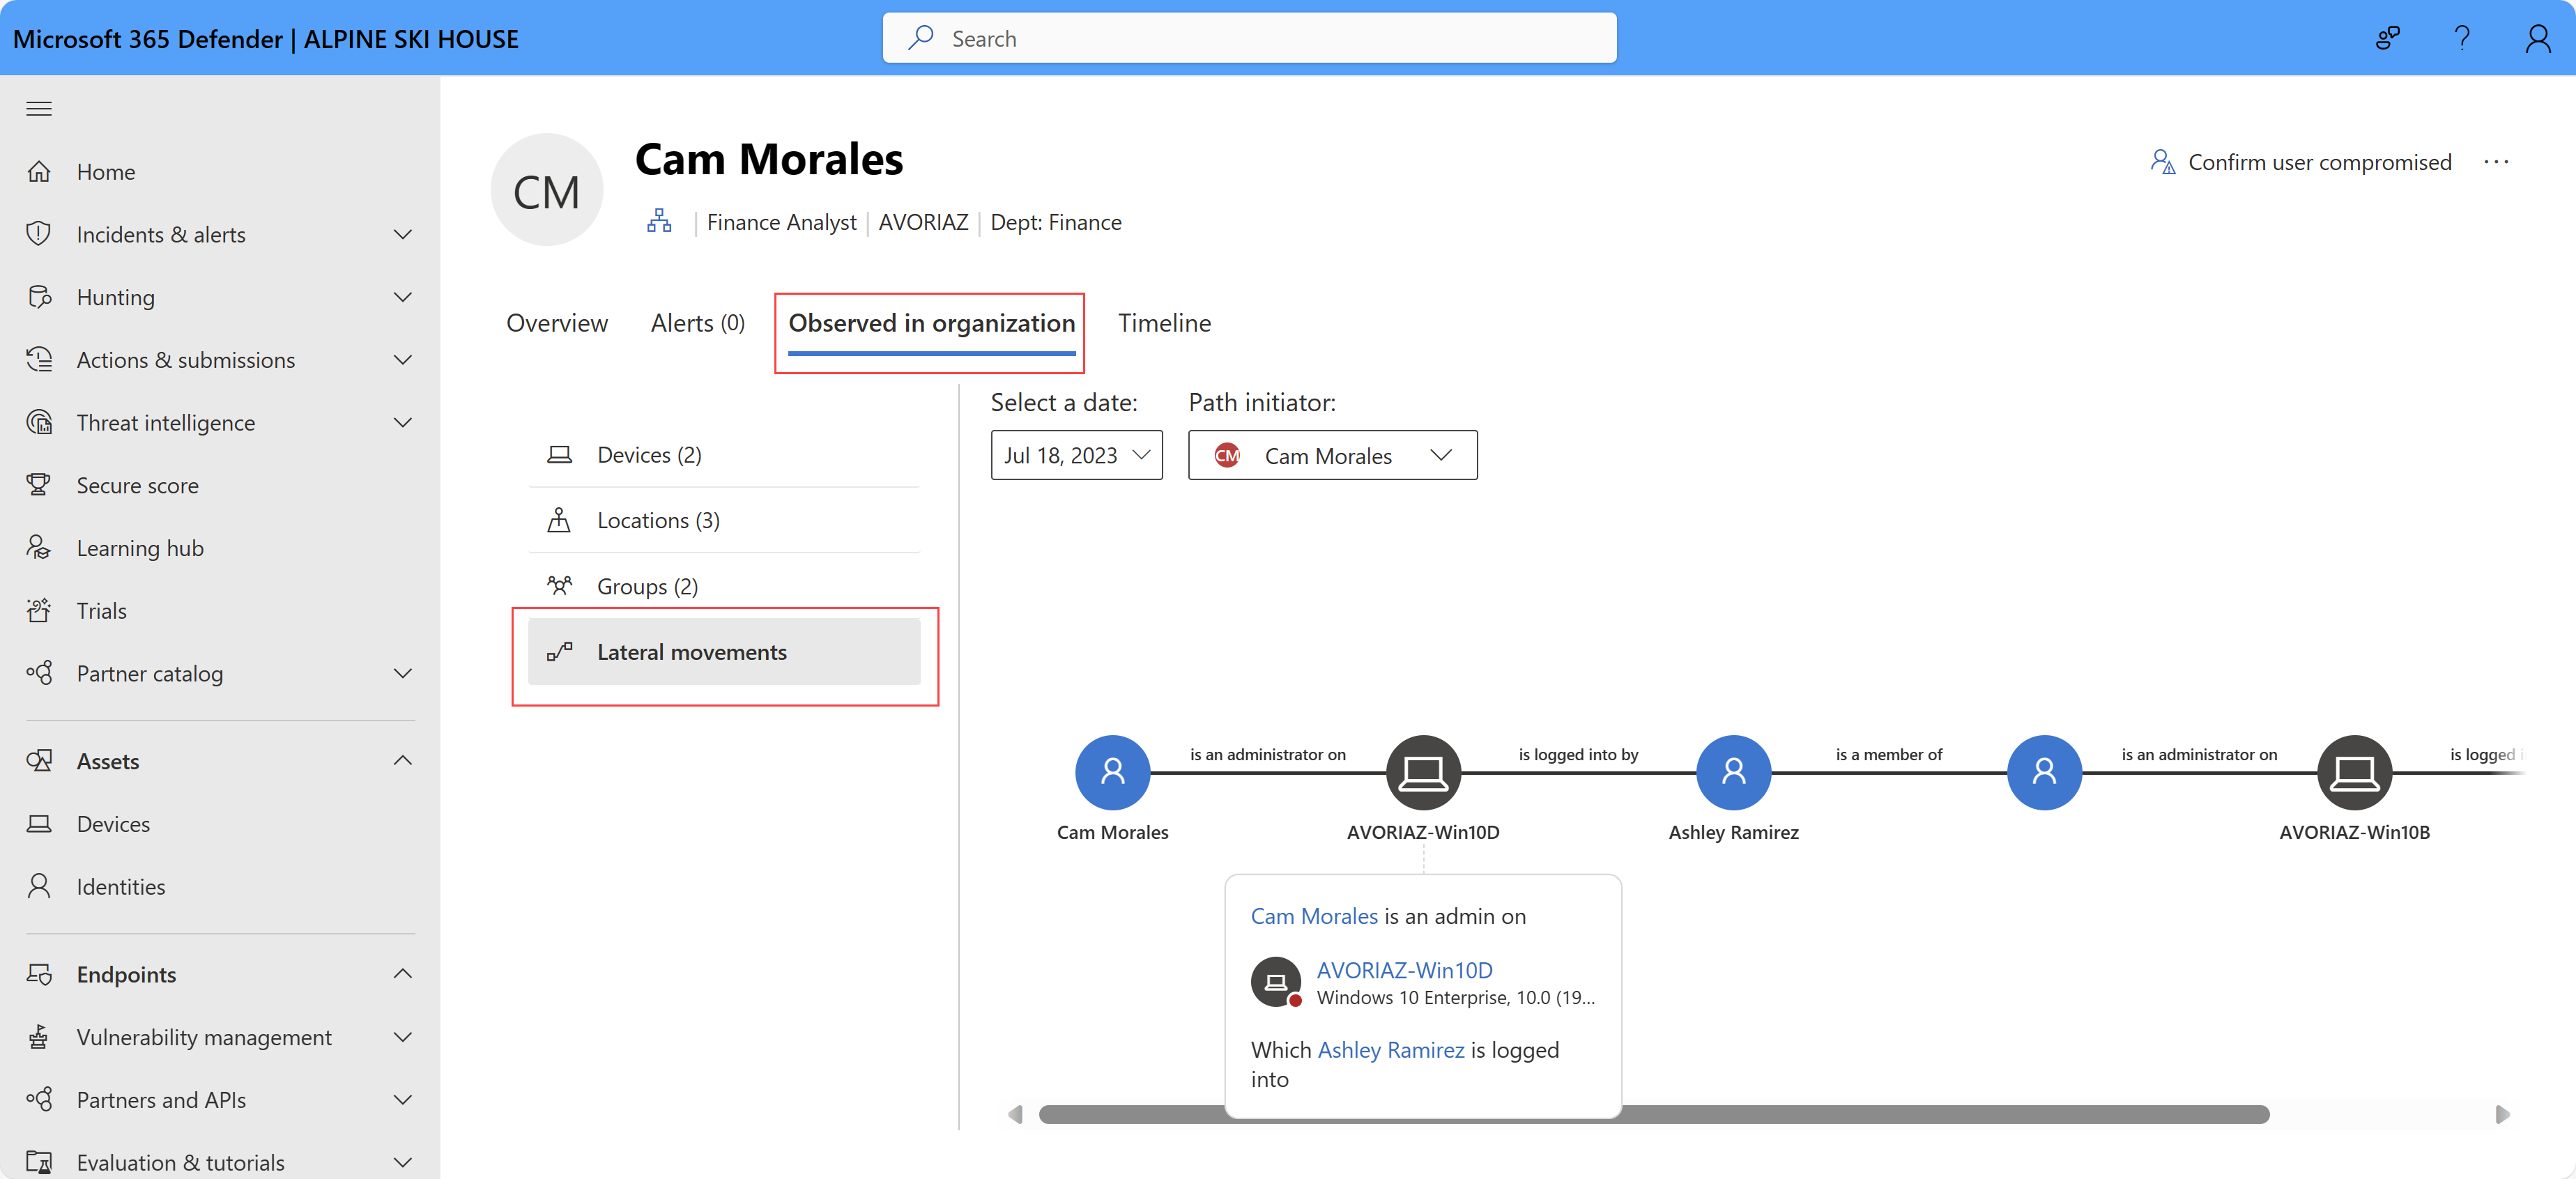 Microsoft 365 Defender | ALPINE SKI HOUSE
Search
Home
Incidents & alerts
Hunting
Actions & submissions
Threat intelligence
Secure score
Learning hub
Trials
Partner catalog
Assets
Devices
Identities
Endpoints
Vulnerability management
Partners and APIs
Evaluation & tutorials
CM
Cam Morales
Finance Analyst | AVORIAZ | Dept: Finance
Confirm user compromised
Overview
Alerts (0)
Observed in organization
Timeline
Devices (2)
Locations (3)
Groups (2)
Lateral movements
Select a date:
Path initiator:
Jul 18, 2023
CM Cam Morales
is an administrator on
is logged into by
is a member of
is an administrator on
is logged
Cam Morales
AVORIAZ-Win10D
Ashley Ramirez
AVORIAZ-Win10B
Cam Morales is an admin on
AVORIAZ-Win10D
Windows 10 Enterprise, 10.0 (19...
Which Ashley Ramirez is logged
into